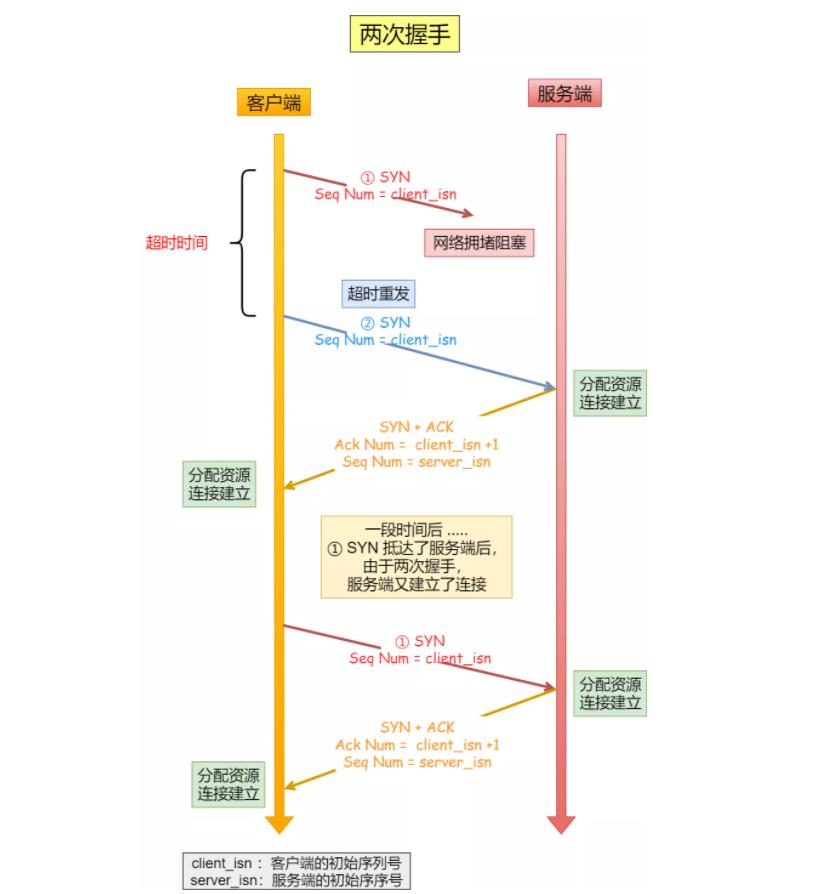 两次握手
客户端
服务端
① SYN
Seq Num = client_isn
网络拥堵阻塞
超时时间
超时重发
② SYN
Seq Num = client_isn
分配资源
连接建立
SYN + ACK
Ack Num = client_isn +1
Seq Num = server_isn
分配资源
连接建立
一段时间后 .....
① SYN 抵达了服务端后，
由于两次握手，
服务端又建立了连接
① SYN
Seq Num = client_isn
分配资源
连接建立
SYN + ACK
Ack Num = client_isn +1
Seq Num = server_isn
分配资源
连接建立
client_isn ：客户端的初始序列号
server_isn：服务端的初始序序号